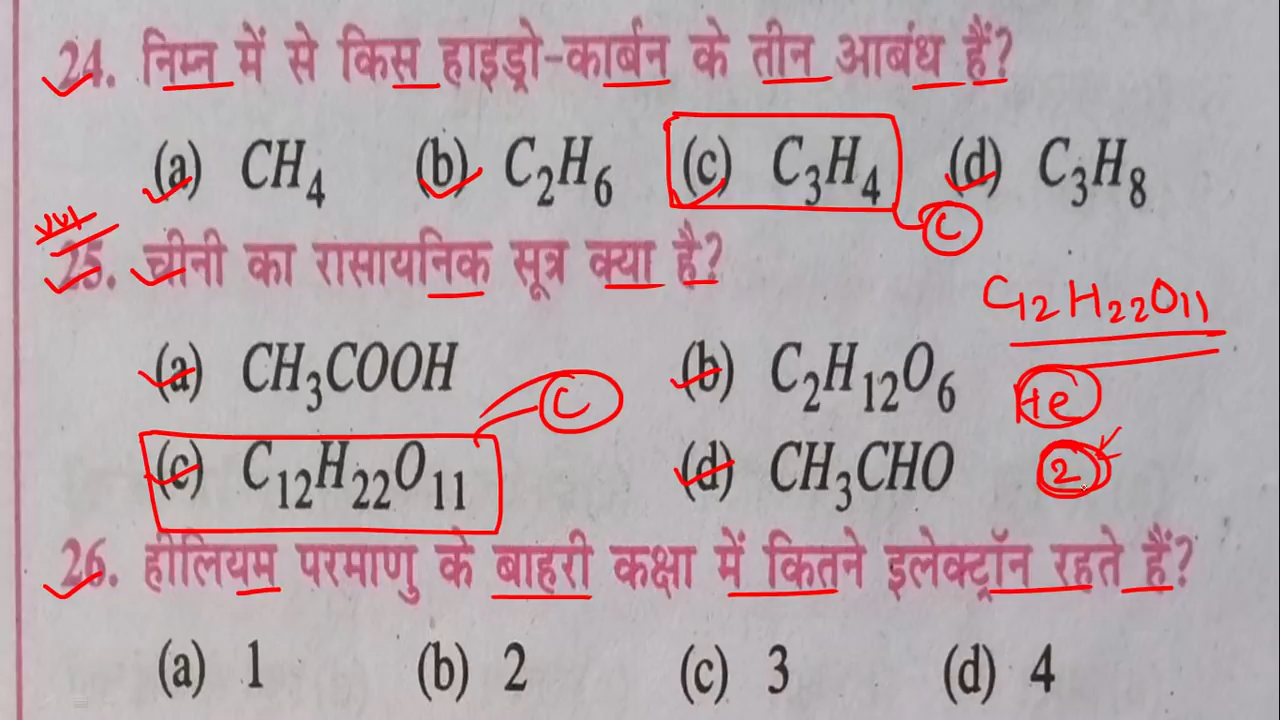 24. निम्न में से किस हाइड्रो-कार्बन के तीन आबंध हैं?
(a) CH₄ (b) C₂H₆ (c) C₃H₄ (d) C₃H₈
C
25. चीनी का रासायनिक सूत्र क्या है?
C₁₂H₂₂O₁₁
(a) CH₃COOH (b) C₂H₁₂O₆
He
C
(c) C₁₂H₂₂O₁₁ (d) CH₃CHO
2
26. हीलियम परमाणु के बाहरी कक्षा में कितने इलेक्ट्रॉन रहते हैं?
(a) 1 (b) 2 (c) 3 (d) 4